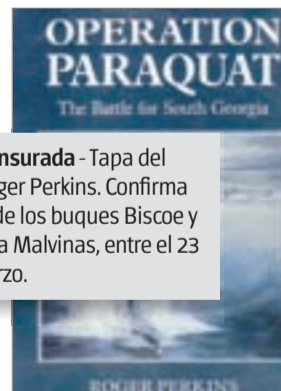 OPERATION
PARAQUAT
The Battle for South Georgia
nsurada - Tapa del
ger Perkins. Confirma
de los buques Biscoe y
a Malvinas, entre el 23
rzo.
ROGER PERKINS